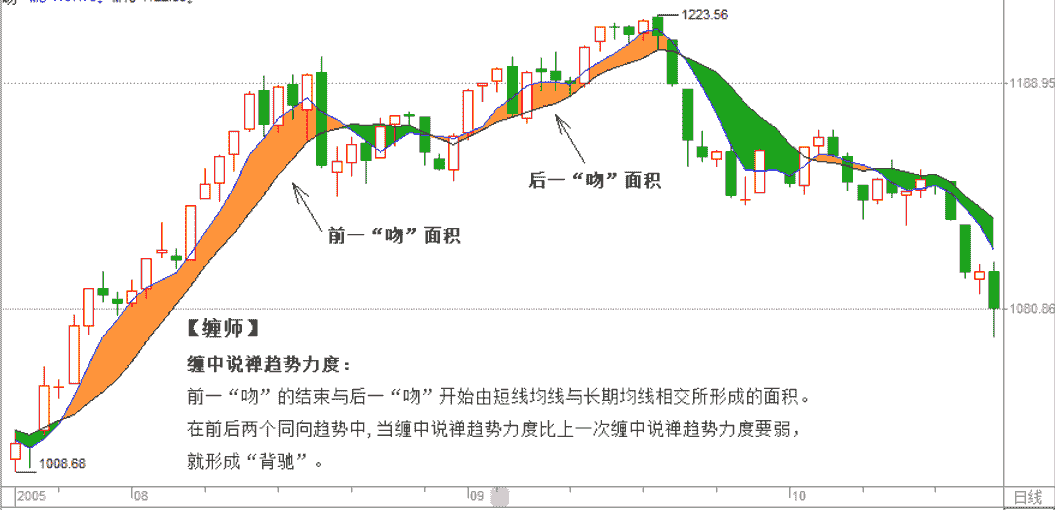 1223.56
1188.95
后一“吻”面积
前一“吻”面积
1080.86
【缠师】
缠中说禅趋势力度：
前一“吻”的结束与后一“吻”开始由短线均线与长期均线相交所形成的面积。
在前后两个同向趋势中,当缠中说禅趋势力度比上一次缠中说禅趋势力度要弱，
就形成“背驰”。
1008.68
2005 08 09 10 日线